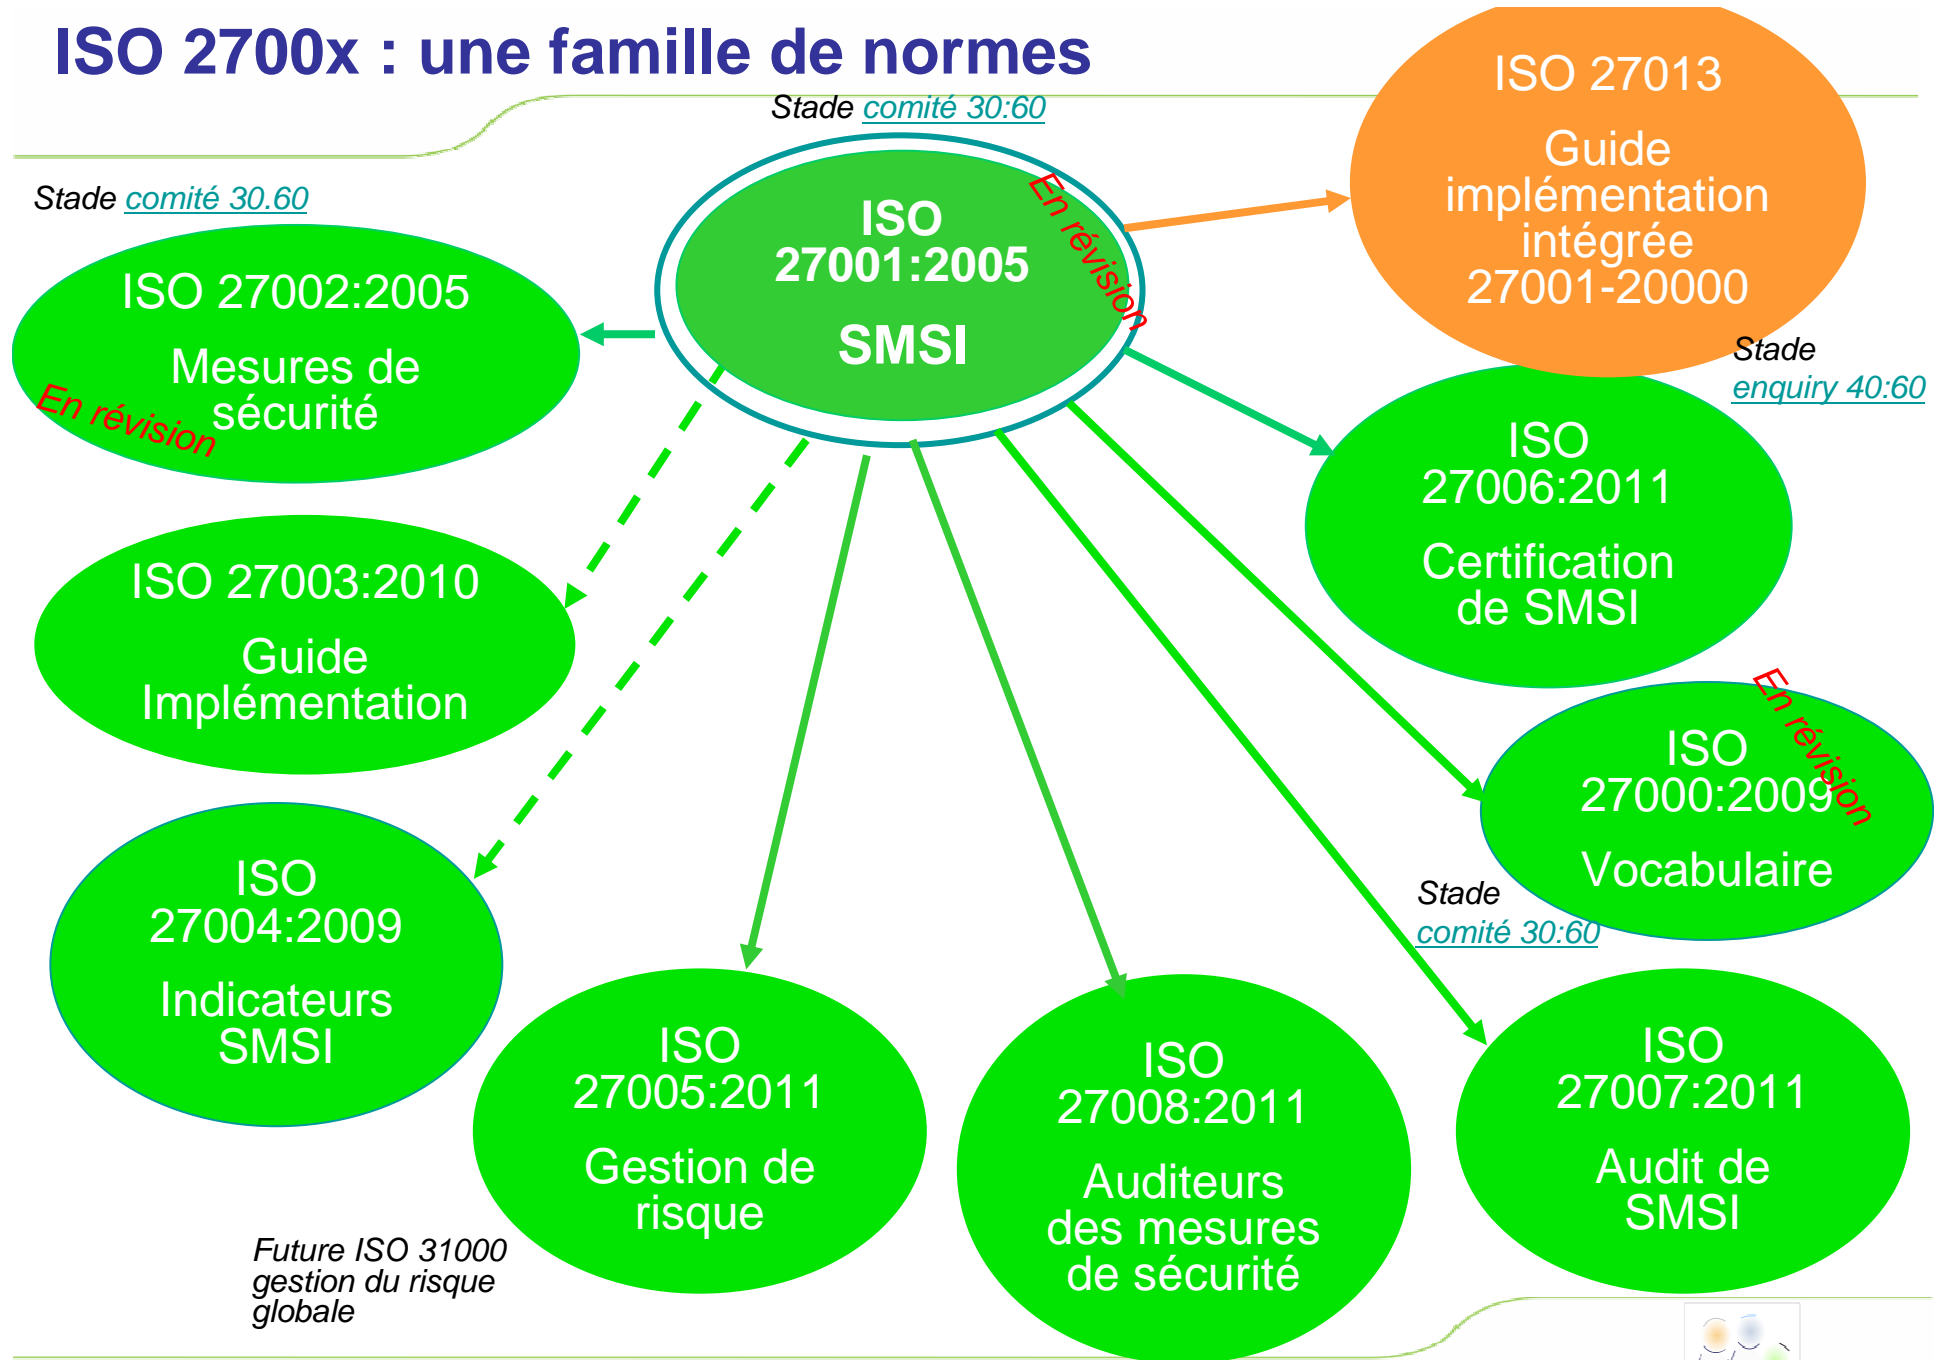 ISO 2700x : une famille de normes
Stade comité 30:60
ISO 27013
Guide
implémentation
intégrée
27001-20000
Stade comité 30.60
ISO
27001:2005
SMSI
En révision
ISO 27002:2005
Mesures de
sécurité
En révision
Stade
enquiry 40:60
ISO
27006:2011
Certification
de SMSI
ISO 27003:2010
Guide
Implémentation
ISO
27000:2009
Vocabulaire
En révision
Stade
comité 30:60
ISO
27004:2009
Indicateurs
SMSI
ISO
27005:2011
Gestion de
risque
ISO
27008:2011
Auditeurs
des mesures
de sécurité
ISO
27007:2011
Audit de
SMSI
Future ISO 31000
gestion du risque
globale